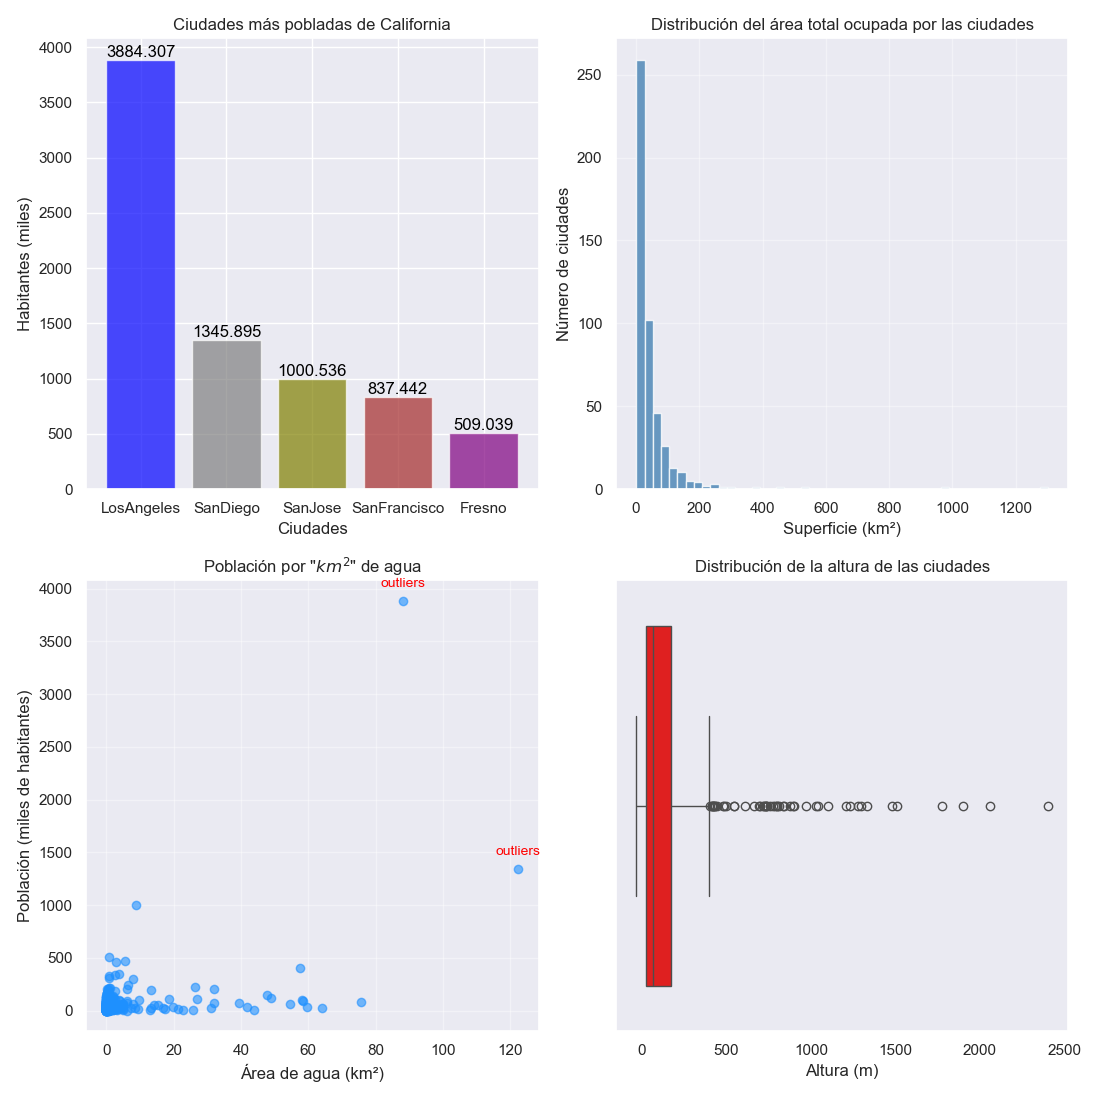 Ciudades más pobladas de California
4000
3500
3000
2500
2000
1500
1000
500
0
Habitantes (miles)
3884.307
1345.895
1000.536
837.442
509.039
LosAngeles SanDiego SanJose SanFrancisco Fresno
Ciudades
Distribución del área total ocupada por las ciudades
250
200
150
100
50
0
Número de ciudades
0 200 400 600 800 1000 1200
Superficie (km²)
Población por "km²" de agua
4000
3500
3000
2500
2000
1500
1000
500
0
Población (miles de habitantes)
outliers
outliers
0 20 40 60 80 100 120
Área de agua (km²)
Distribución de la altura de las ciudades
0 500 1000 1500 2000 2500
Altura (m)